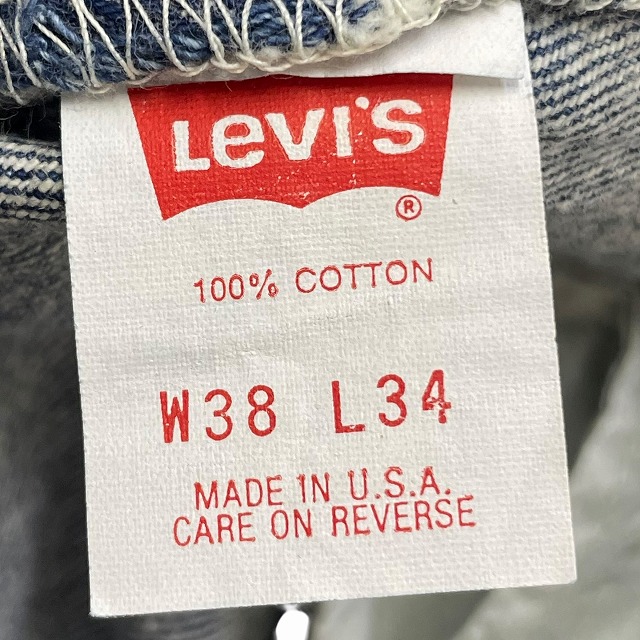 Levi's
®
100% COTTON
W38 L34
MADE IN U.S.A.
CARE ON REVERSE